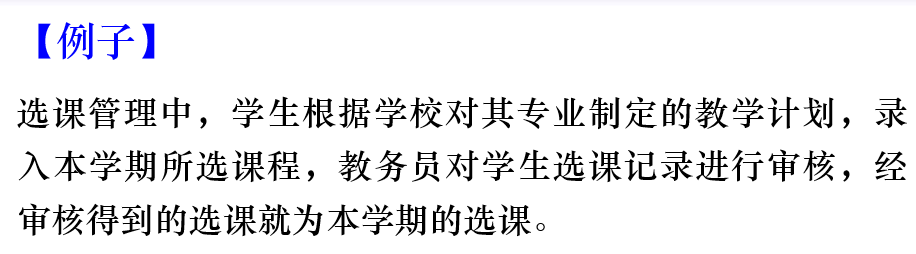 【例子】
选课管理中，学生根据学校对其专业制定的教学计划，录
入本学期所选课程，教务员对学生选课记录进行审核，经
审核得到的选课就为本学期的选课。